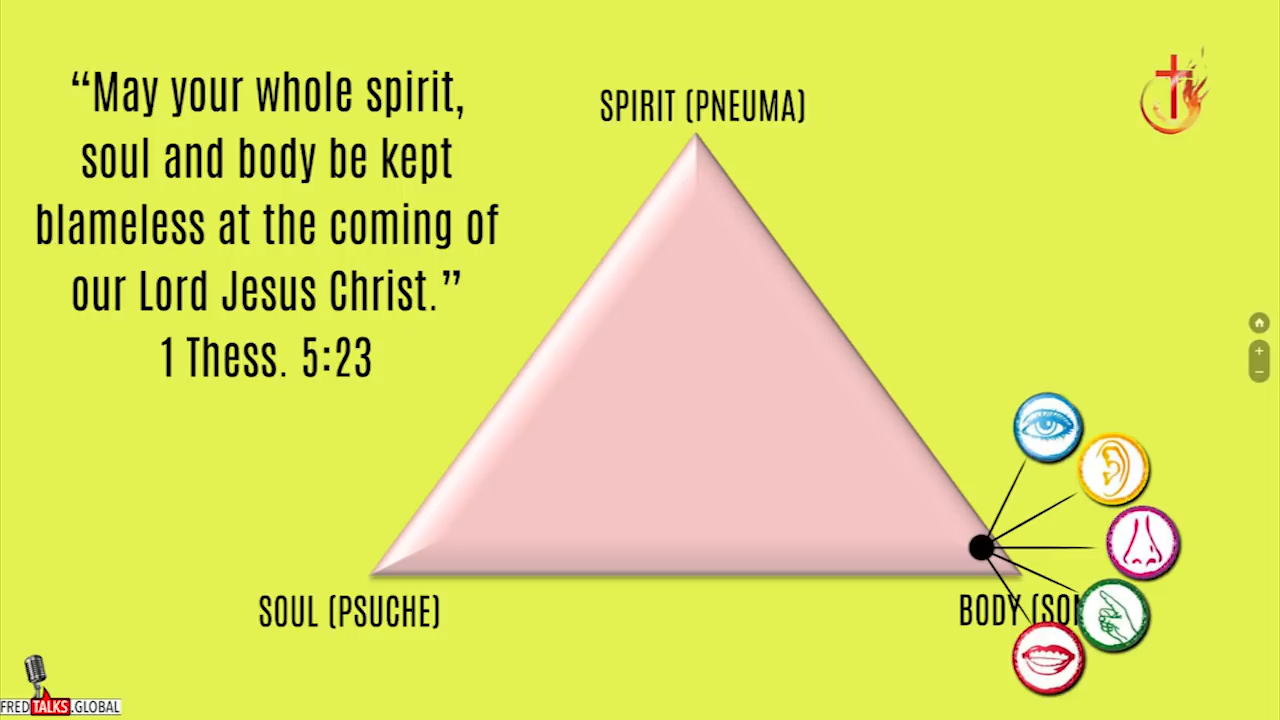 “May your whole spirit,
soul and body be kept
blameless at the coming of
our Lord Jesus Christ.”
1 Thess. 5:23
SPIRIT (PNEUMA)
SOUL (PSUCHE)
BODY
FREDTALKS.GLOBAL